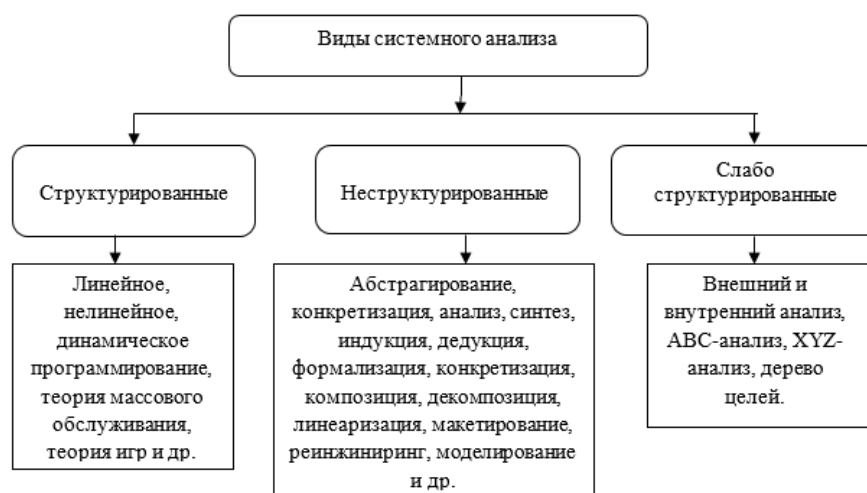 Виды системного анализа
Структурированные
Неструктурированные
Слабо
структурированные
Линейное,
нелинейное,
динамическое
программирование,
теория массового
обслуживания,
теория игр и др.
Абстрагирование,
конкретизация, анализ, синтез,
индукция, дедукция,
формализация, конкретизация,
композиция, декомпозиция,
линеаризация, макетирование,
реинжиниринг, моделирование
и др.
Внешний и
внутренний анализ,
АВС-анализ, XYZ-
анализ, дерево
целей.